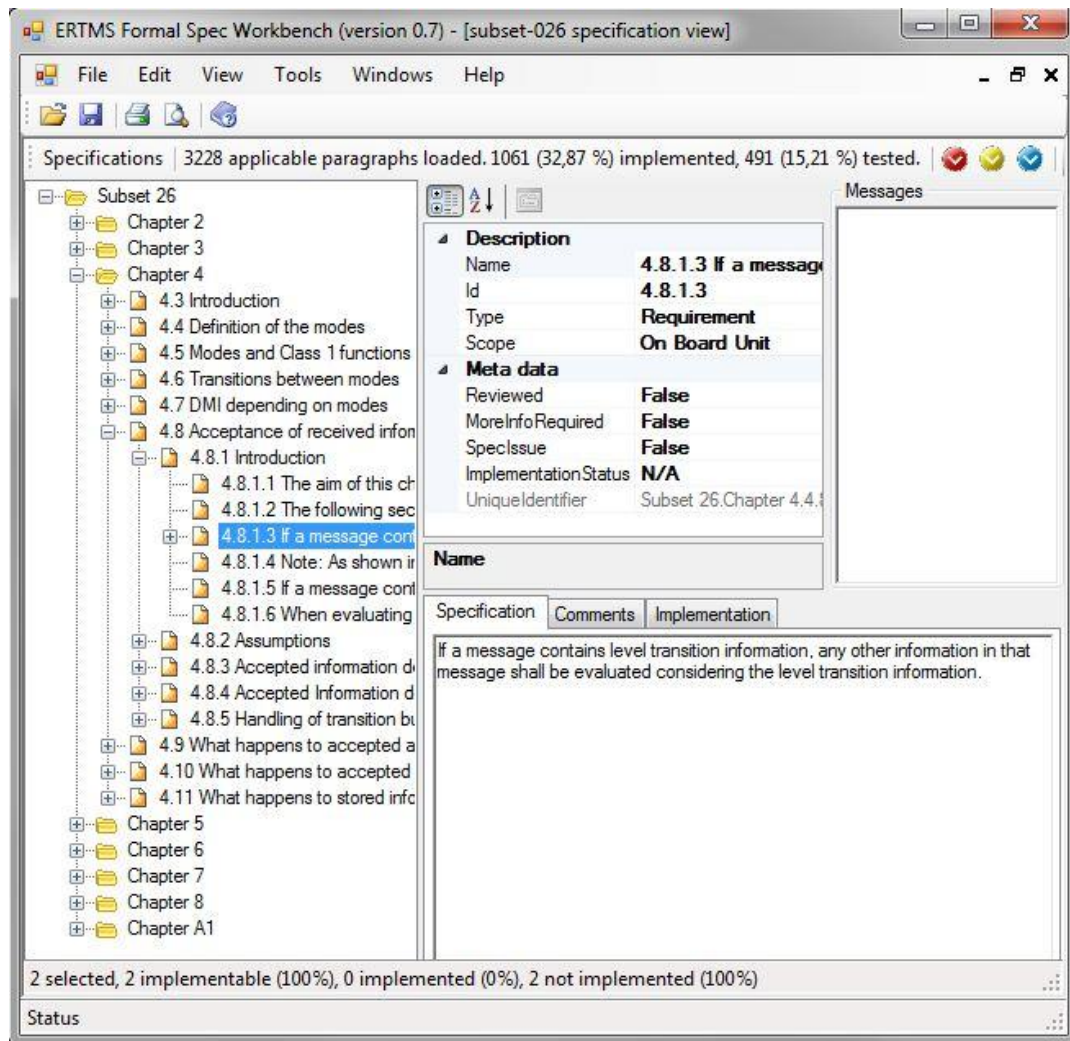 ERTMS Formal Spec Workbench (version 0.7) - [subset-026 specification view]
File Edit View Tools Windows Help
Specifications 3228 applicable paragraphs loaded. 1061 (32,87 %) implemented, 491 (15,21 %) tested.
Subset 26
Chapter 2
Chapter 3
Chapter 4
4.3 Introduction
4.4 Definition of the modes
4.5 Modes and Class 1 functions
4.6 Transitions between modes
4.7 DMI depending on modes
4.8 Acceptance of received infor
4.8.1 Introduction
4.8.1.1 The aim of this ch
4.8.1.2 The following sec
4.8.1.3 If a message cont
4.8.1.4 Note: As shown in
4.8.1.5 If a message cont
4.8.1.6 When evaluating
4.8.2 Assumptions
4.8.3 Accepted information de
4.8.4 Accepted Information d
4.8.5 Handling of transition bu
4.9 What happens to accepted a
4.10 What happens to accepted
4.11 What happens to stored info
Chapter 5
Chapter 6
Chapter 7
Chapter 8
Chapter A1
Description
Name 4.8.1.3 If a message
Id 4.8.1.3
Type Requirement
Scope On Board Unit
Meta data
Reviewed False
MoreInfoRequired False
SpecIssue False
ImplementationStatus N/A
UniqueIdentifier Subset 26.Chapter 4.4.8
Name
Messages
Specification Comments Implementation
If a message contains level transition information, any other information in that
message shall be evaluated considering the level transition information.
2 selected, 2 implementable (100%), 0 implemented (0%), 2 not implemented (100%)
Status